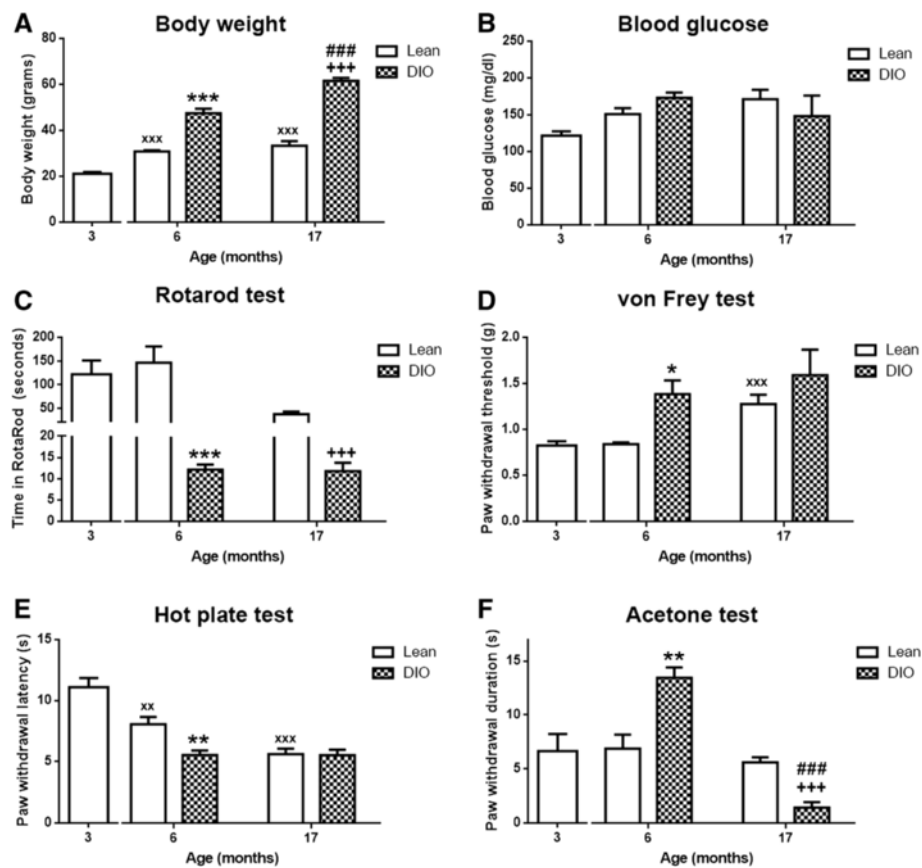 A
Body weight
Body weight (grams)
80
60
40
20
0
xxx
***
xxx
###
+++
3
6
17
Age (months)
Lean
DIO
B
Blood glucose
Blood glucose (mg/dl)
250
200
150
100
50
0
3
6
17
Age (months)
Lean
DIO
C
Rotarod test
Time in RotaRod (seconds)
200
150
100
50
20
15
10
5
0
***
+++
3
6
17
Age (months)
Lean
DIO
D
von Frey test
Paw withdrawal threshold (g)
2.0
1.5
1.0
0.5
0.0
*
xxx
3
6
17
Age (months)
Lean
DIO
E
Hot plate test
Paw withdrawal latency (s)
15
10
5
0
xx
**
xxx
3
6
17
Age (months)
Lean
DIO
F
Acetone test
Paw withdrawal duration (s)
15
10
5
0
**
###
+++
3
6
17
Age (months)
Lean
DIO